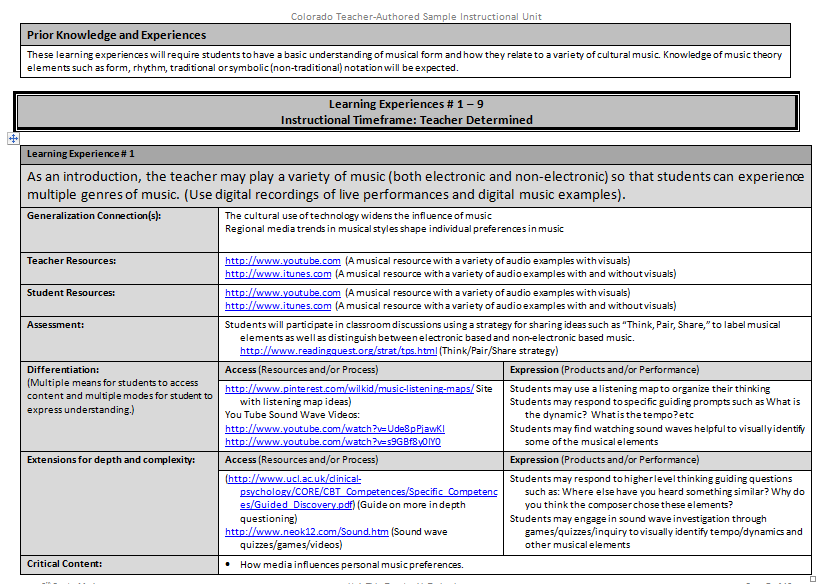 Colorado Teacher-Authored Sample Instructional Unit
Prior Knowledge and Experiences
These learning experiences will require students to have a basic understanding of musical form and how they relate to a variety of cultural music. Knowledge of music theory
elements such as form, rhythm, traditional or symbolic (non-traditional) notation will be expected.
Learning Experiences # 1 – 9
Instructional Timeframe: Teacher Determined
Learning Experience # 1
As an introduction, the teacher may play a variety of music (both electronic and non-electronic) so that students can experience
multiple genres of music. (Use digital recordings of live performances and digital music examples).
Generalization Connection(s):
The cultural use of technology widens the influence of music
Regional media trends in musical styles shape individual preferences in music
Teacher Resources:
http://www.youtube.com (A musical resource with a variety of audio examples with visuals)
http://www.itunes.com (A musical resource with a variety of audio examples with and without visuals)
Student Resources:
http://www.youtube.com (A musical resource with a variety of audio examples with visuals)
http://www.itunes.com (A musical resource with a variety of audio examples with and without visuals)
Assessment:
Students will participate in classroom discussions using a strategy for sharing ideas such as “Think, Pair, Share,” to label musical
elements as well as distinguish between electronic based and non-electronic based music.
http://www.readingquest.org/strat/tps.html (Think/Pair/Share strategy)
Differentiation:
(Multiple means for students to access
content and multiple modes for student to
express understanding.)
Access (Resources and/or Process)
http://www.pinterest.com/wilkid/music-listening-maps/ Site
with listening map ideas)
You Tube Sound Wave Videos:
http://youtube.com/watch?v=Ude8pPjawKI
http://youtube.com/watch?v=s9GBf8y0lY0
Expression (Products and/or Performance)
Students may use a listening map to organize their thinking
Students may respond to specific guiding prompts such as What is
the dynamic? What is the tempo? etc
Students may find watching sound waves helpful to visually identify
some of the musical elements
Extensions for depth and complexity:
Access (Resources and/or Process)
(http://www.ucl.ac.uk/clinical-
psychology/CORE/CBT_Competences/Specific_Competenc
es/Guided_Discovery.pdf) (Guide on more in depth
questioning)
http://www.neok12.com/Sound.htm (Sound wave
quizzes/games/videos)
Expression (Products and/or Performance)
Students may respond to higher level thinking guiding questions
such as: Where else have you heard something similar? Why do
you think the composer chose these elements?
Students may engage in sound wave investigation through
games/quizzes/inquiry to visually identify tempo/dynamics and
other musical elements
Critical Content:
• How media influences personal music preferences.